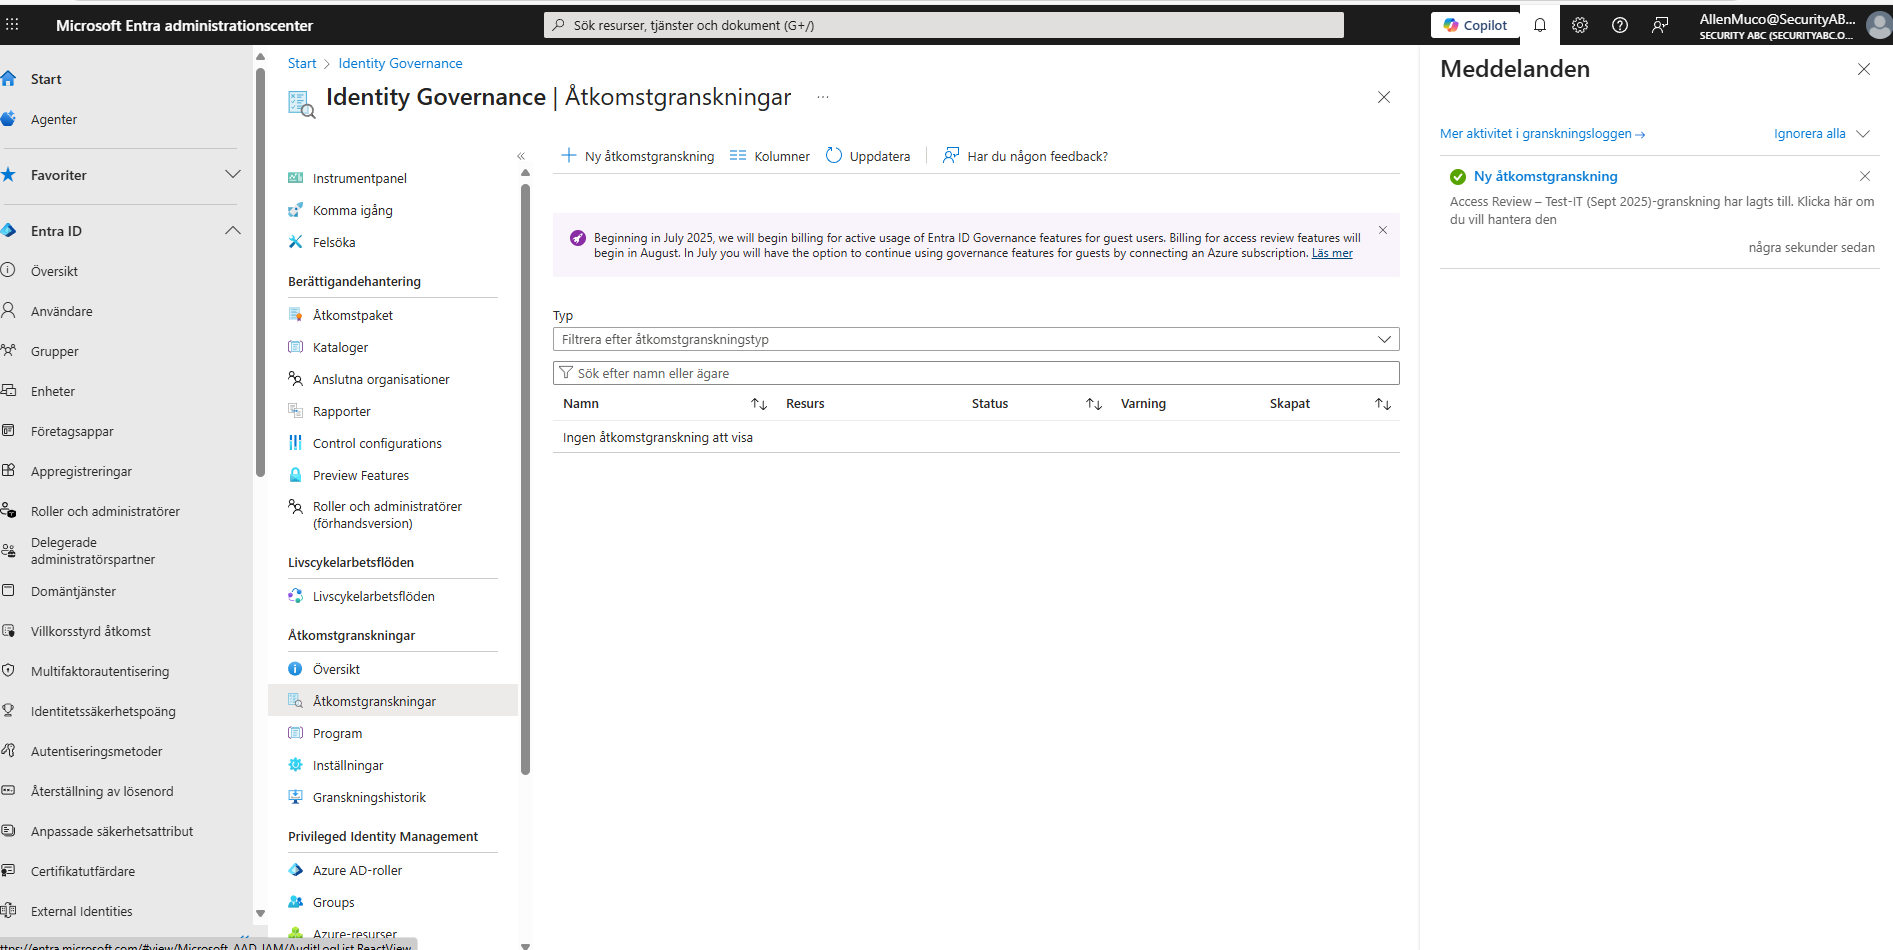 Microsoft Entra administrationscenter
Sök resurser, tjänster och dokument (G+/)
Copilot
AllenMuco@SecurityAB...
SECURITY ABC (SECURITYABC.O...
Start
Agenter
Favoriter
Entra ID
Översikt
Användare
Grupper
Enheter
Företagsappar
Appregistreringar
Roller och administratörer
Delegerade
administratörspartner
Domäntjänster
Villkorsstyrd åtkomst
Multifaktorautentisering
Identitetssäkerhetspoäng
Autentiseringsmetoder
Återställning av lösenord
Anpassade säkerhetsattribut
Certifikatutfärdare
External Identities
ttps://entra.microsoft.com/#view/Microsoft_AAD_IAM/AuditLogList.ReactView
Start > Identity Governance
Identity Governance | Åtkomstgranskningar ...
Instrumentpanel
Komma igång
Felsöka
Berättigandehantering
Åtkomstpaket
Kataloger
Anslutna organisationer
Rapporter
Control configurations
Preview Features
Roller och administratörer
(förhandsversion)
Livscykelarbetsflöden
Livscykelarbetsflöden
Åtkomstgranskningar
Översikt
Åtkomstgranskningar
Program
Inställningar
Granskningshistorik
Privileged Identity Management
Azure AD-roller
Groups
Azure-resurser
Ny åtkomstgranskning Kolumner Uppdatera Har du någon feedback?
Beginning in July 2025, we will begin billing for active usage of Entra ID Governance features for guest users. Billing for access review features will
begin in August. In July you will have the option to continue using governance features for guests by connecting an Azure subscription. Läs mer
Typ
Filtrera efter åtkomstgranskningstyp
Sök efter namn eller ägare
Namn Resurs Status Varning Skapat
Ingen åtkomstgranskning att visa
Meddelanden
Mer aktivitet i granskningsloggen → Ignorera alla
Ny åtkomstgranskning
Access Review – Test-IT (Sept 2025)-granskning har lagts till. Klicka här om
du vill hantera den
några sekunder sedan